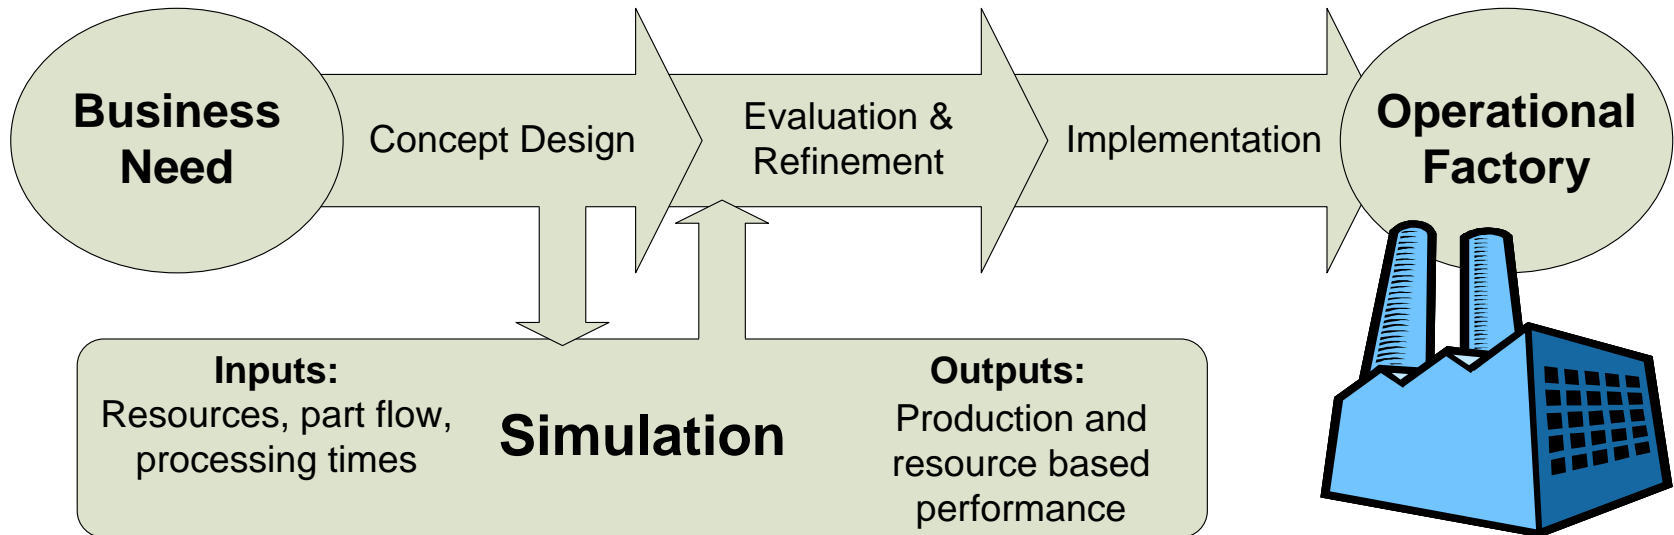 Business
Need
Concept Design
Evaluation &
Refinement
Implementation
Operational
Factory
Inputs:
Resources, part flow,
processing times
Simulation
Outputs:
Production and
resource based
performance